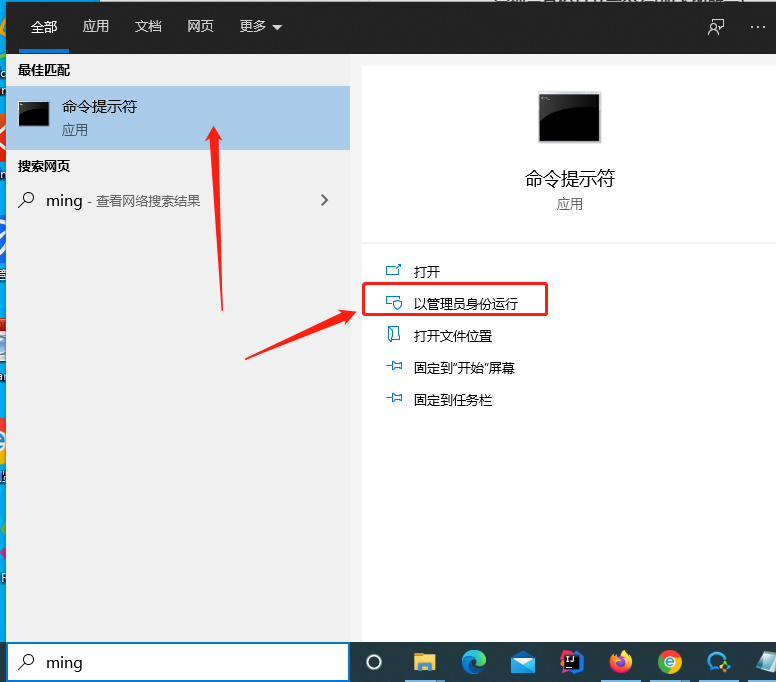 全部 应用 文档 网页 更多
最佳匹配
命令提示符
应用
搜索网页
ming - 查看网络搜索结果
命令提示符
应用
打开
以管理员身份运行
打开文件位置
固定到"开始"屏幕
固定到任务栏
ming